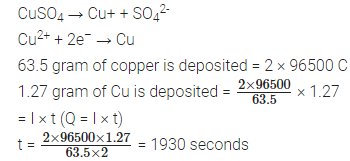 CuSO₄ → Cu+ + SO₄²⁻
Cu²⁺ + 2e⁻ → Cu
63.5 gram of copper is deposited = 2 × 96500 C
1.27 gram of Cu is deposited = 2×96500/63.5 × 1.27
= I × t (Q = I × t)
t = 2×96500×1.27/63.5×2 = 1930 seconds